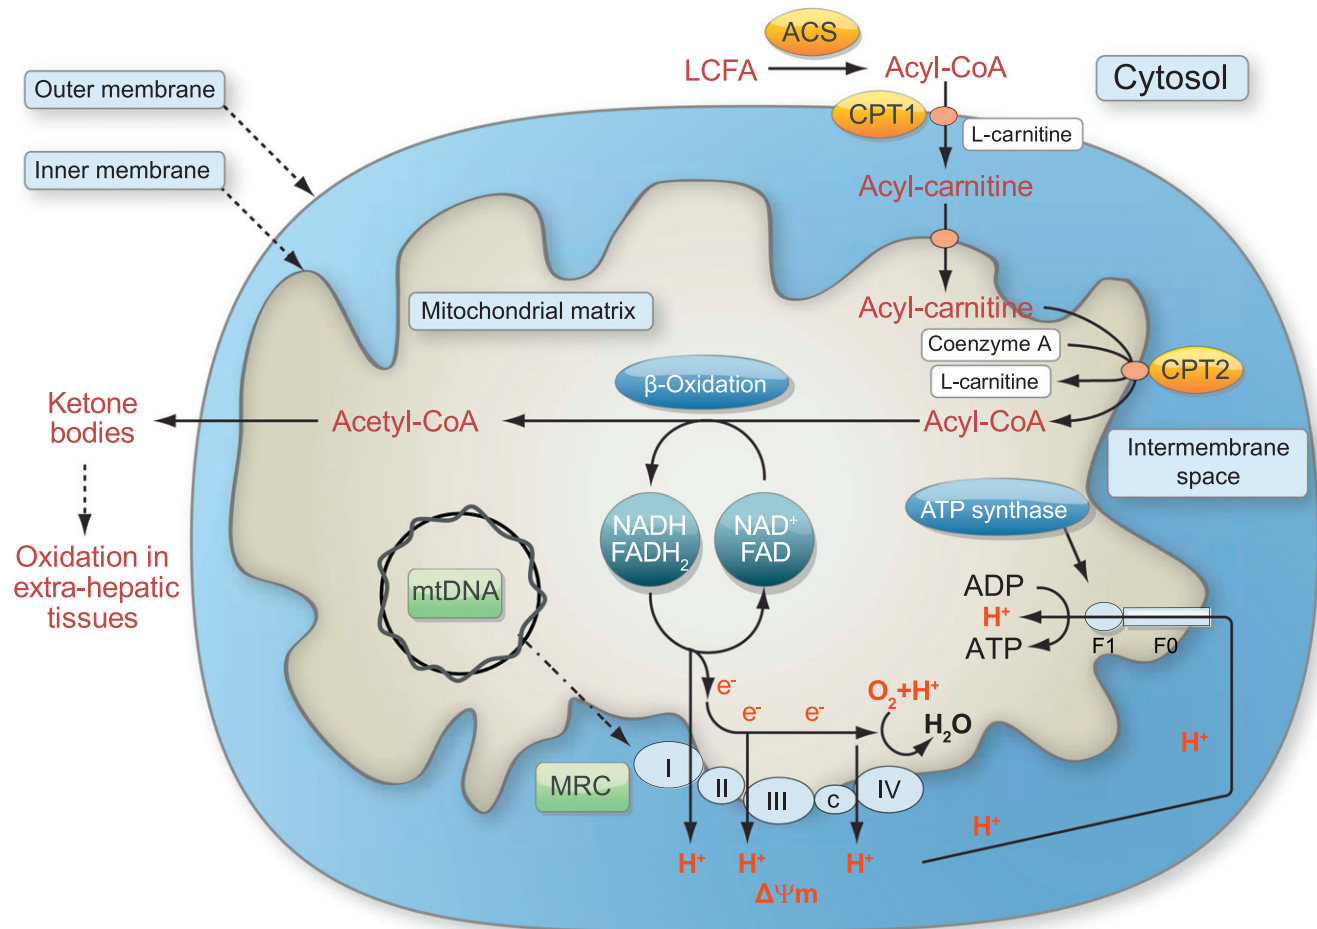 ACS
LCFA
Acyl-CoA
Cytosol
Outer membrane
CPT1
L-carnitine
Inner membrane
Acyl-carnitine
Mitochondrial matrix
Acyl-carnitine
Coenzyme A
L-carnitine
CPT2
β-Oxidation
Ketone
bodies
Acetyl-CoA
Acyl-CoA
Intermembrane
space
ATP synthase
NADH
FADH₂
NAD⁺
FAD
Oxidation in
extra-hepatic
tissues
mtDNA
ADP
H⁺
ATP
F1
F0
e⁻
e⁻
e⁻
O₂+H⁺
H₂O
H⁺
MRC
I
II
III
c
IV
H⁺
H⁺
H⁺
H⁺
ΔΨm